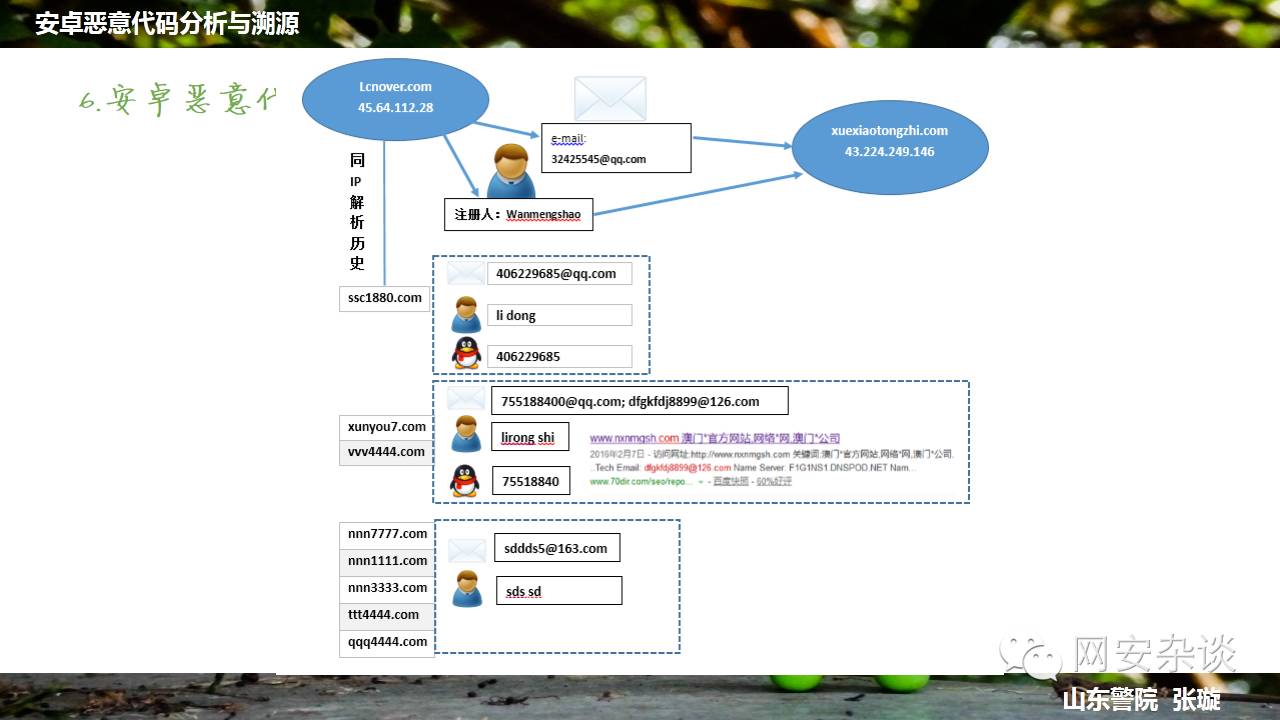 安卓恶意代码分析与溯源
6.安卓恶意
Lcnover.com
45.64.112.28
e-mail:
32425545@qq.com
xuexiaotongzhi.com
43.224.249.146
同
IP
解
析
历
史
注册人：Wanmengshao
ssc1880.com
406229685@qq.com
li dong
406229685
755188400@qq.com; dfgkfdj8899@126.com
xunyou7.com
vvv4444.com
lirong shi
75518840
www.nxnmgsh.com 澳门*官方网站,网络*网,澳门*公司
2016年2月7日 - 访问网址:http://www.nxnmgsh.com 关键词:澳门*官方网站,网络*网,澳门*公司.
..Tech Email: dfgkfdj8899@126.com Name Server: F1G1NS1.DNSPOD.NET Nam...
www.70dir.com/seo/repo... - 百度快照 - 60%好评
nnn7777.com
nnn1111.com
nnn3333.com
ttt4444.com
qqq4444.com
sddds5@163.com
sds sd
网安杂谈
山东警院 张璇